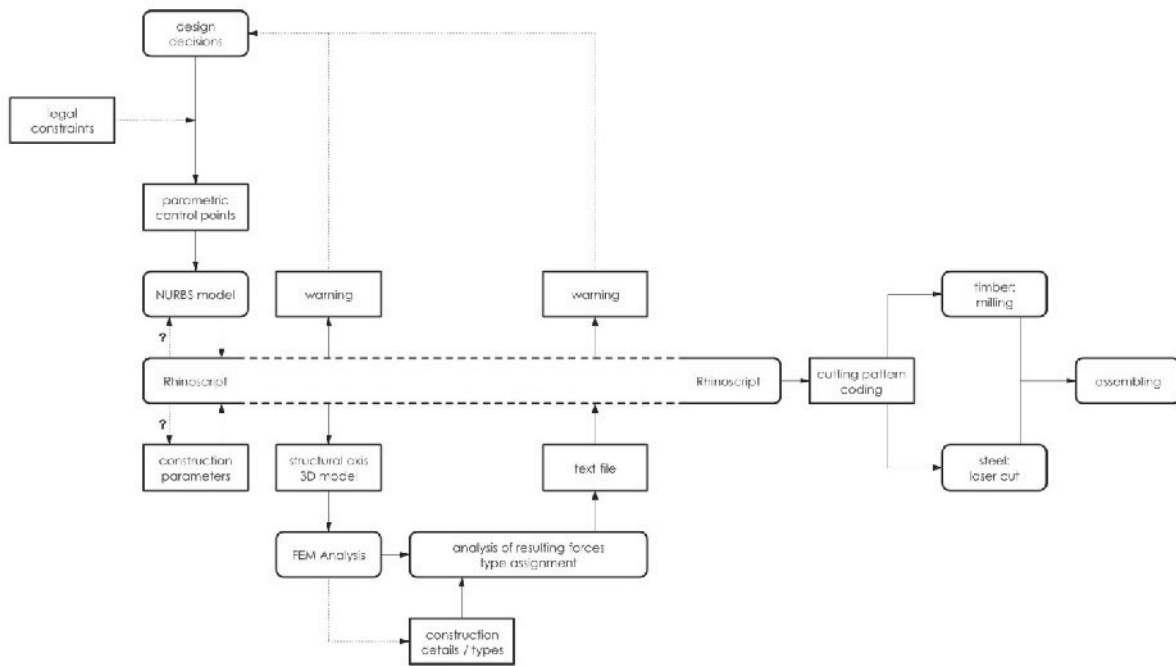 design
decisions
legal
constraints
parametric
control points
NURBS model
warning
warning
timber:
milling
?
Rhinoscript
Rhinoscript
cutting pattern
coding
assembling
?
construction
parameters
structural axis
3D model
text file
steel:
laser cut
FEM Analysis
analysis of resulting forces
type assignment
construction
details / types